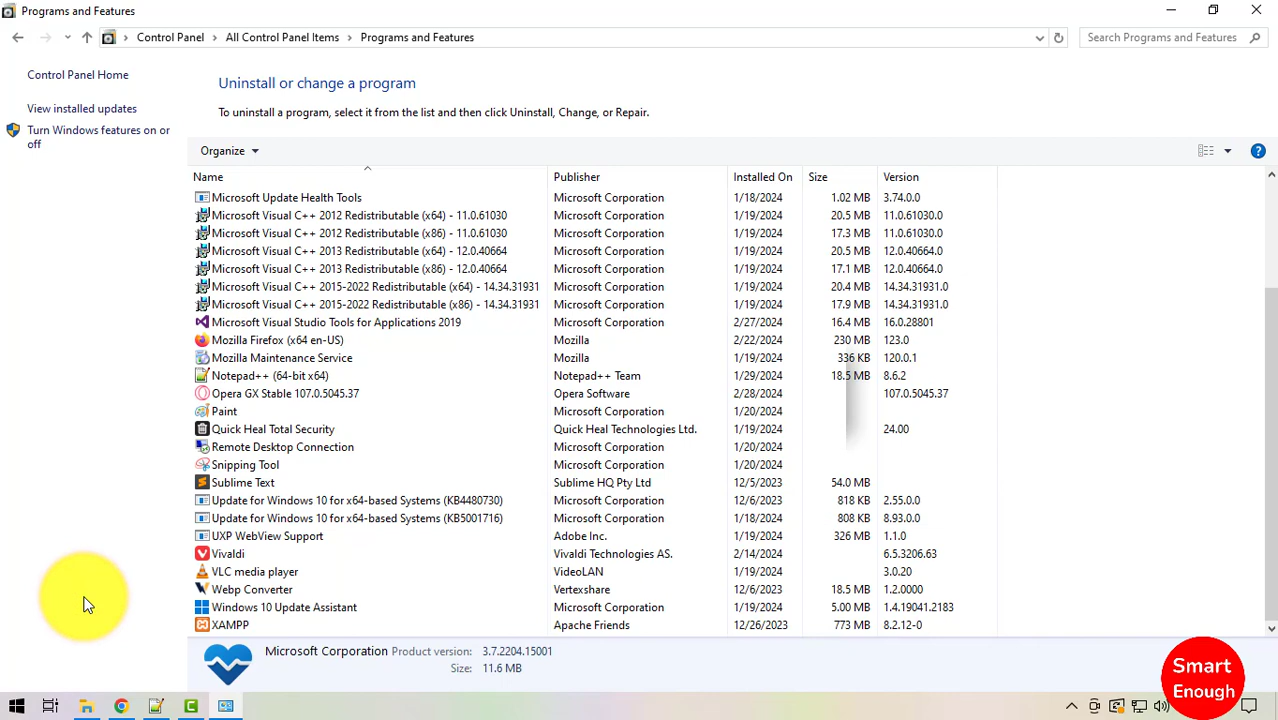 Programs and Features
Control Panel > All Control Panel Items > Programs and Features
Search Programs and Features
Control Panel Home
View installed updates
Turn Windows features on or
off
Uninstall or change a program
To uninstall a program, select it from the list and then click Uninstall, Change, or Repair.
Organize
Name Publisher Installed On Size Version
Microsoft Update Health Tools Microsoft Corporation 1/18/2024 1.02 MB 3.74.0.0
Microsoft Visual C++ 2012 Redistributable (x64) - 11.0.61030 Microsoft Corporation 1/19/2024 20.5 MB 11.0.61030.0
Microsoft Visual C++ 2012 Redistributable (x86) - 11.0.61030 Microsoft Corporation 1/19/2024 17.3 MB 11.0.61030.0
Microsoft Visual C++ 2013 Redistributable (x64) - 12.0.40664 Microsoft Corporation 1/19/2024 20.5 MB 12.0.40664.0
Microsoft Visual C++ 2013 Redistributable (x86) - 12.0.40664 Microsoft Corporation 1/19/2024 17.1 MB 12.0.40664.0
Microsoft Visual C++ 2015-2022 Redistributable (x64) - 14.34.31931 Microsoft Corporation 1/19/2024 20.4 MB 14.34.31931.0
Microsoft Visual C++ 2015-2022 Redistributable (x86) - 14.34.31931 Microsoft Corporation 1/19/2024 17.9 MB 14.34.31931.0
Microsoft Visual Studio Tools for Applications 2019 Microsoft Corporation 2/27/2024 16.4 MB 16.0.28801
Mozilla Firefox (x64 en-US) Mozilla 2/22/2024 230 MB 123.0
Mozilla Maintenance Service Mozilla 1/19/2024 336 KB 120.0.1
Notepad++ (64-bit x64) Notepad++ Team 1/29/2024 18.5 MB 8.6.2
Opera GX Stable 107.0.5045.37 Opera Software 2/28/2024 107.0.5045.37
Paint Microsoft Corporation 1/20/2024
Quick Heal Total Security Quick Heal Technologies Ltd. 1/19/2024 24.00
Remote Desktop Connection Microsoft Corporation 1/20/2024
Snipping Tool Microsoft Corporation 1/20/2024
Sublime Text Sublime HQ Pty Ltd 12/5/2023 54.0 MB
Update for Windows 10 for x64-based Systems (KB4480730) Microsoft Corporation 12/6/2023 818 KB 2.55.0.0
Update for Windows 10 for x64-based Systems (KB5001716) Microsoft Corporation 1/18/2024 808 KB 8.93.0.0
UXP WebView Support Adobe Inc. 1/19/2024 326 MB 1.1.0
Vivaldi Vivaldi Technologies AS. 2/14/2024 6.5.3206.63
VLC media player VideoLAN 1/19/2024 3.0.20
Webp Converter Vertexshare 12/6/2023 18.5 MB 1.2.0000
Windows 10 Update Assistant Microsoft Corporation 1/19/2024 5.00 MB 1.4.19041.2183
XAMPP Apache Friends 12/26/2023 773 MB 8.2.12-0
Microsoft Corporation Product version: 3.7.2204.15001
Size: 11.6 MB
Smart
Enough